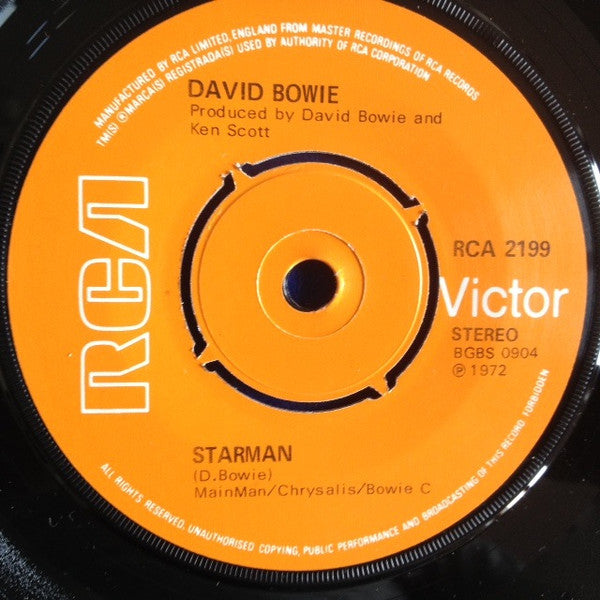 MANUFACTURED BY RCA LIMITED, ENGLAND FROM MASTER RECORDINGS OF RCA RECORDS
TM(S) ® MARCA(S) REGISTRADA(S) USED BY AUTHORITY OF RCA CORPORATION
DAVID BOWIE
Produced by David Bowie and
Ken Scott
RCA
RCA 2199
Victor
STEREO
BGBS 0904
℗ 1972
STARMAN
(D.Bowie)
MainMan/Chrysalis/Bowie C
ALL RIGHTS RESERVED. UNAUTHORISED COPYING, PUBLIC PERFORMANCE AND BROADCASTING OF THIS RECORD FORBIDDEN